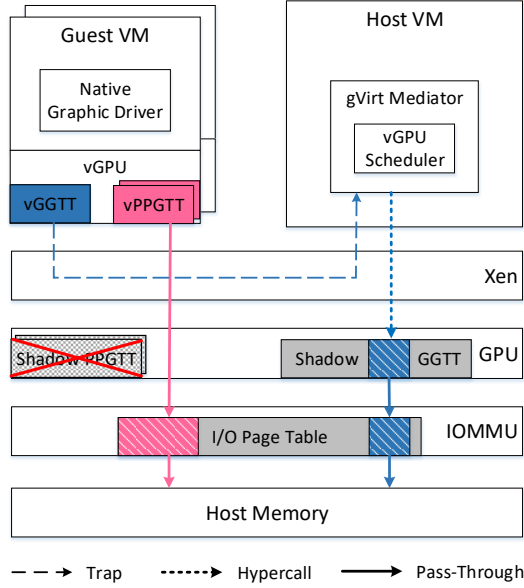 Guest VM
Native
Graphic Driver
vGPU
vGGTT
vPPGTT
Host VM
gVirt Mediator
vGPU
Scheduler
Xen
Shadow PPGTT
Shadow
GGTT
GPU
I/O Page Table
IOMMU
Host Memory
Trap
Hypercall
Pass-Through